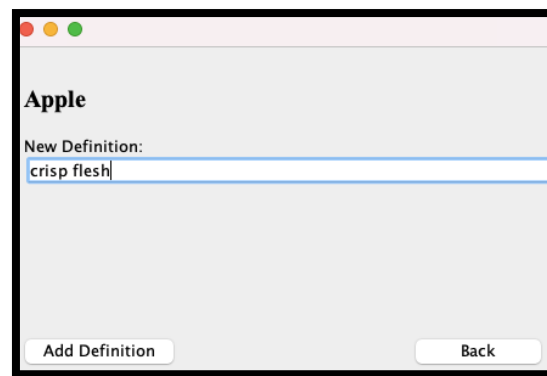 Apple
New Definition:
crisp flesh
Add Definition Back